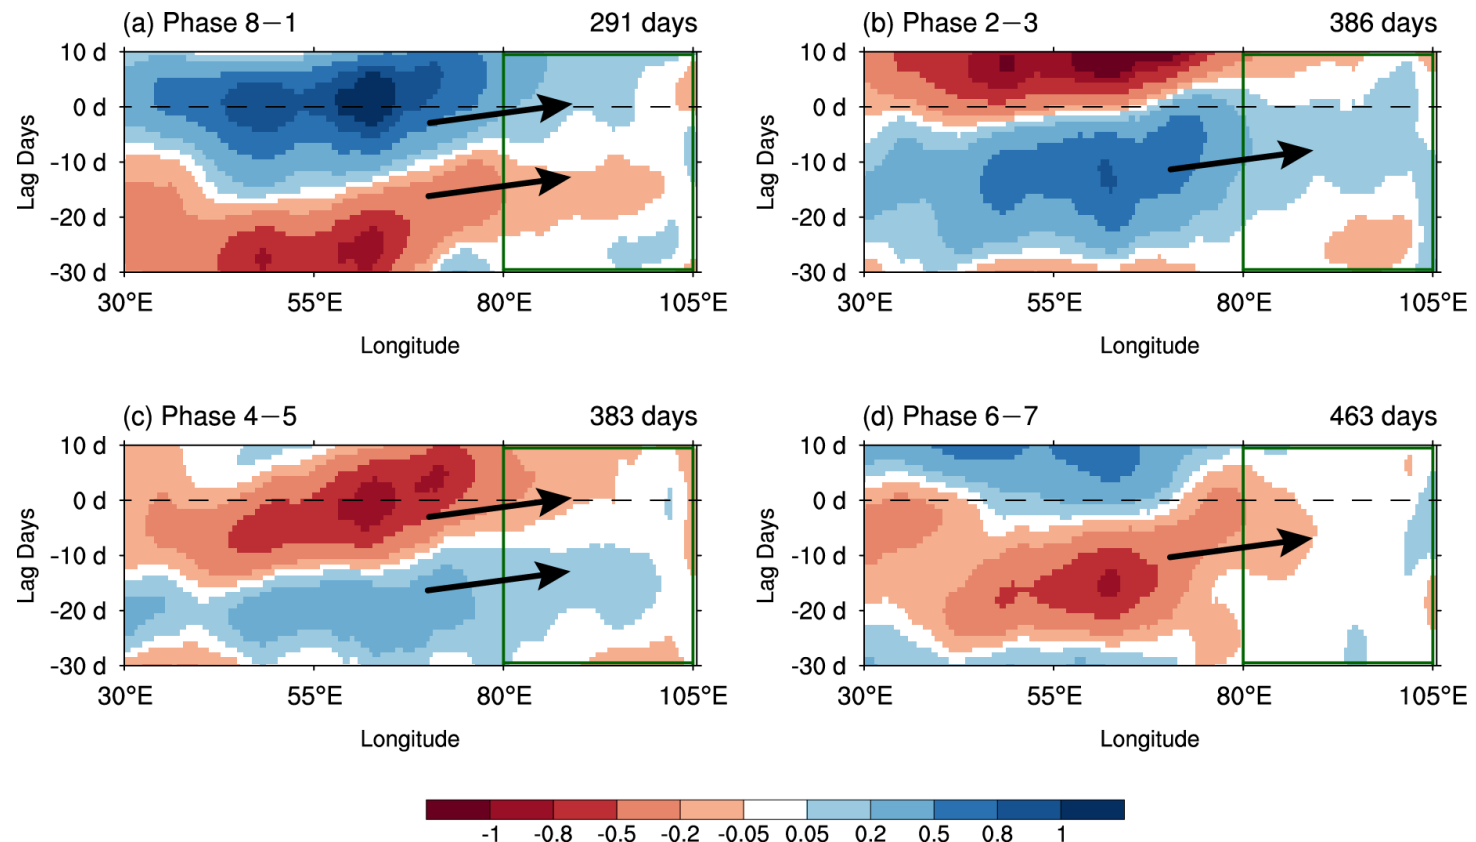 (a) Phase 8−1 291 days
10 d
0 d
-10 d
-20 d
-30 d
Lag Days
30°E 55°E 80°E 105°E
Longitude
(b) Phase 2−3 386 days
10 d
0 d
-10 d
-20 d
-30 d
Lag Days
30°E 55°E 80°E 105°E
Longitude
(c) Phase 4−5 383 days
10 d
0 d
-10 d
-20 d
-30 d
Lag Days
30°E 55°E 80°E 105°E
Longitude
(d) Phase 6−7 463 days
10 d
0 d
-10 d
-20 d
-30 d
Lag Days
30°E 55°E 80°E 105°E
Longitude
-1 -0.8 -0.5 -0.2 -0.05 0.05 0.2 0.5 0.8 1